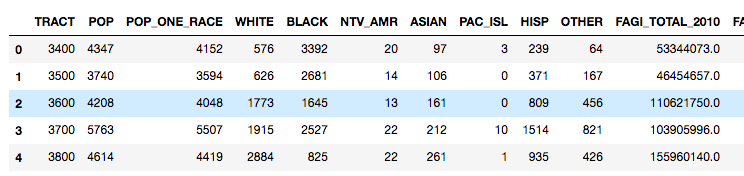 TRACT POP POP_ONE_RACE WHITE BLACK NTV_AMR ASIAN PAC_ISL HISP OTHER FAGI_TOTAL_2010 FA
0 3400 4347 4152 576 3392 20 97 3 239 64 53344073.0
1 3500 3740 3594 626 2681 14 106 0 371 167 46454657.0
2 3600 4208 4048 1773 1645 13 161 0 809 456 110621750.0
3 3700 5763 5507 1915 2527 22 212 10 1514 821 103905996.0
4 3800 4614 4419 2884 825 22 261 1 935 426 155960140.0